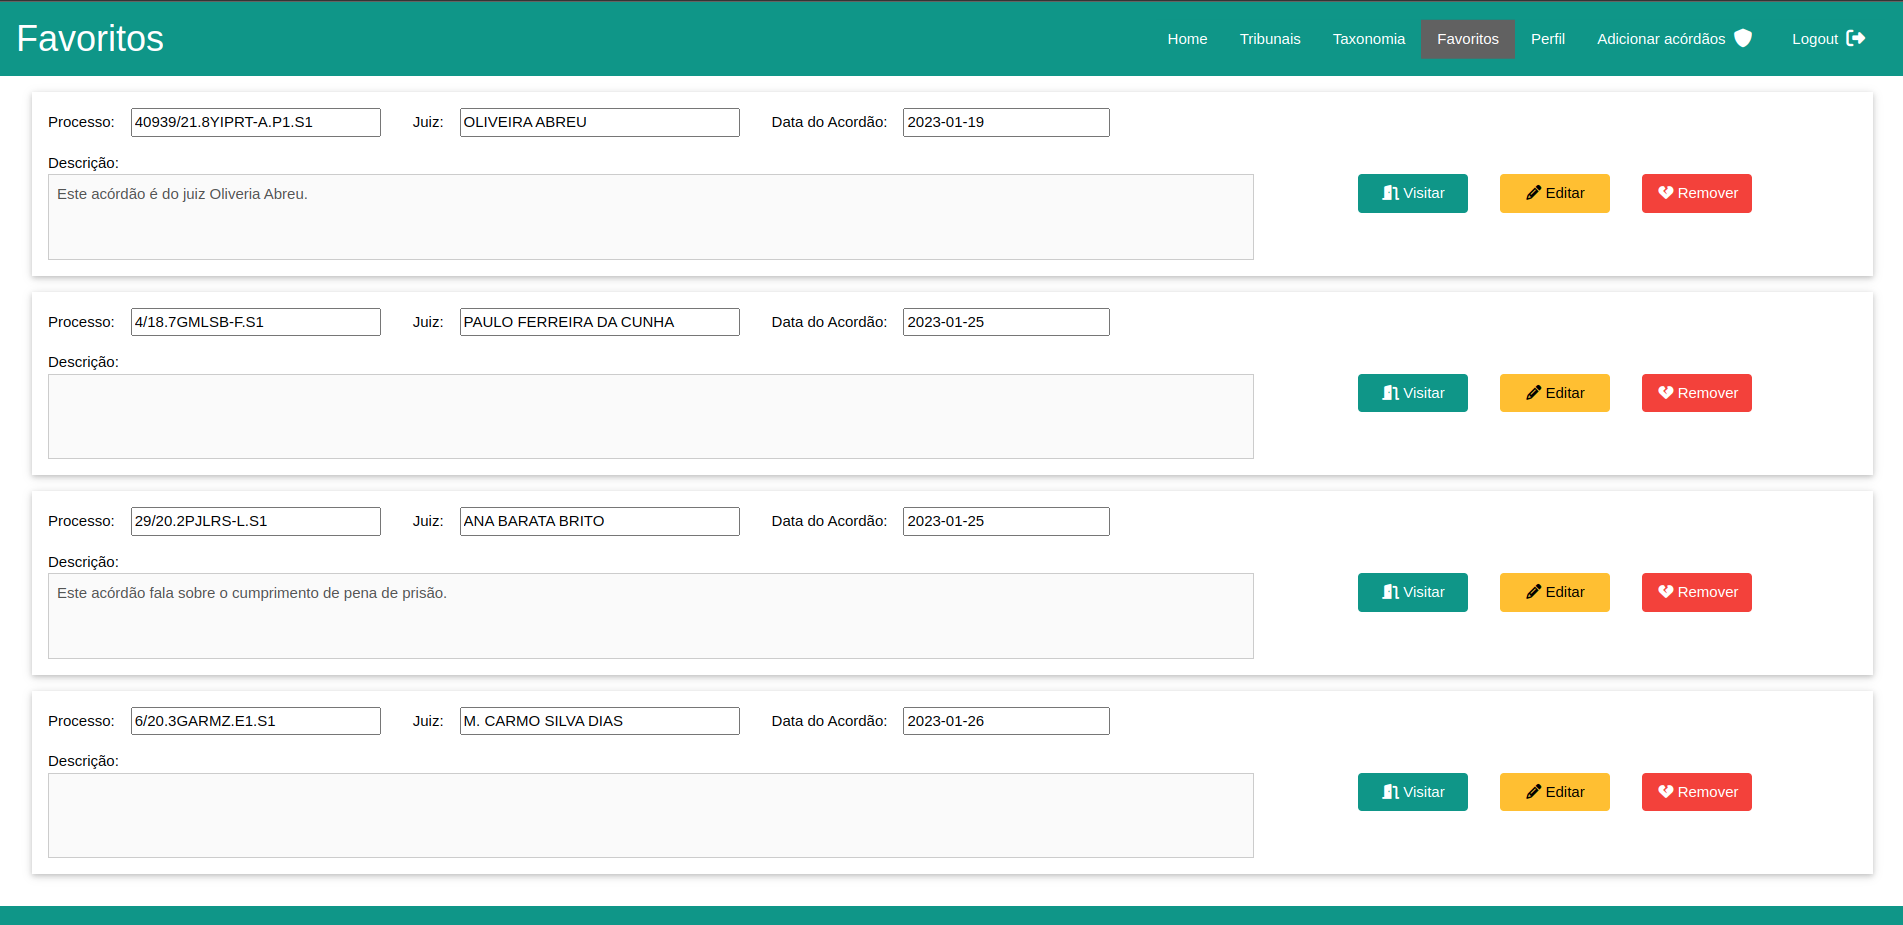 Favoritos
Home Tribunais Taxonomia Favoritos Perfil Adicionar acórdãos Logout
Processo: 40939/21.8YIPRT-A.P1.S1 Juiz: OLIVEIRA ABREU Data do Acordão: 2023-01-19
Descrição:
Este acórdão é do juiz Oliveria Abreu.
Visitar Editar Remover
Processo: 4/18.7GMLSB-F.S1 Juiz: PAULO FERREIRA DA CUNHA Data do Acordão: 2023-01-25
Descrição:
Visitar Editar Remover
Processo: 29/20.2PJLRS-L.S1 Juiz: ANA BARATA BRITO Data do Acordão: 2023-01-25
Descrição:
Este acórdão fala sobre o cumprimento de pena de prisão.
Visitar Editar Remover
Processo: 6/20.3GARMZ.E1.S1 Juiz: M. CARMO SILVA DIAS Data do Acordão: 2023-01-26
Descrição:
Visitar Editar Remover